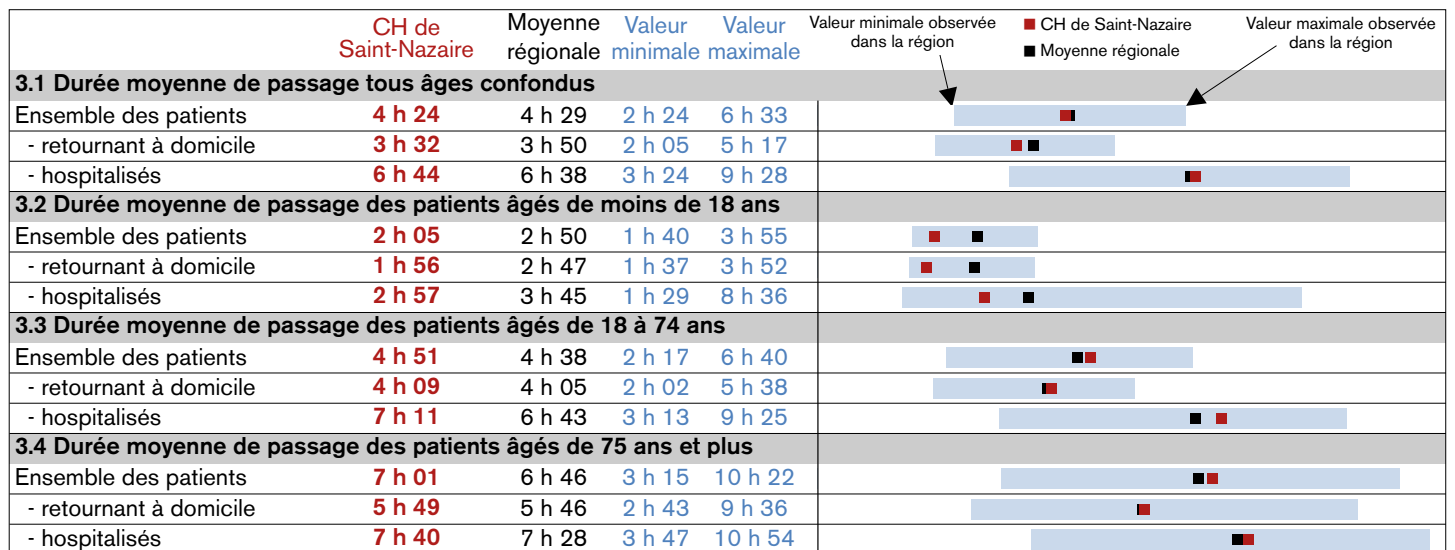 CH de Saint-Nazaire Moyenne régionale Valeur minimale Valeur maximale Valeur minimale observée dans la région CH de Saint-Nazaire Moyenne régionale Valeur maximale observée dans la région
3.1 Durée moyenne de passage tous âges confondus
Ensemble des patients 4 h 24 4 h 29 2 h 24 6 h 33
- retournant à domicile 3 h 32 3 h 50 2 h 05 5 h 17
- hospitalisés 6 h 44 6 h 38 3 h 24 9 h 28
3.2 Durée moyenne de passage des patients âgés de moins de 18 ans
Ensemble des patients 2 h 05 2 h 50 1 h 40 3 h 55
- retournant à domicile 1 h 56 2 h 47 1 h 37 3 h 52
- hospitalisés 2 h 57 3 h 45 1 h 29 8 h 36
3.3 Durée moyenne de passage des patients âgés de 18 à 74 ans
Ensemble des patients 4 h 51 4 h 38 2 h 17 6 h 40
- retournant à domicile 4 h 09 4 h 05 2 h 02 5 h 38
- hospitalisés 7 h 11 6 h 43 3 h 13 9 h 25
3.4 Durée moyenne de passage des patients âgés de 75 ans et plus
Ensemble des patients 7 h 01 6 h 46 3 h 15 10 h 22
- retournant à domicile 5 h 49 5 h 46 2 h 43 9 h 36
- hospitalisés 7 h 40 7 h 28 3 h 47 10 h 54